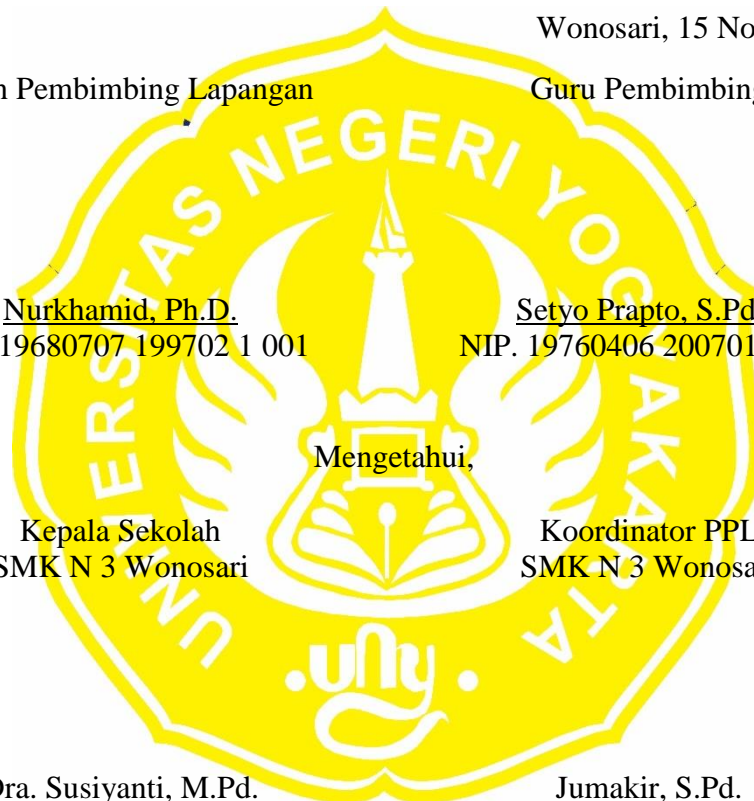 Wonosari, 15 No
Pembimbing Lapangan
Guru Pembimbing
UNIVERSITAS NEGERI YOGYAKARTA
Nurkhamid, Ph.D.
Setyo Prapto, S.Pd
19680707 199702 1 001
NIP. 19760406 200701
Mengetahui,
Kepala Sekolah
Koordinator PPL
SMK N 3 Wonosari
SMK N 3 Wonosa
uny
Dra. Susiyanti, M.Pd.
Jumakir, S.Pd.